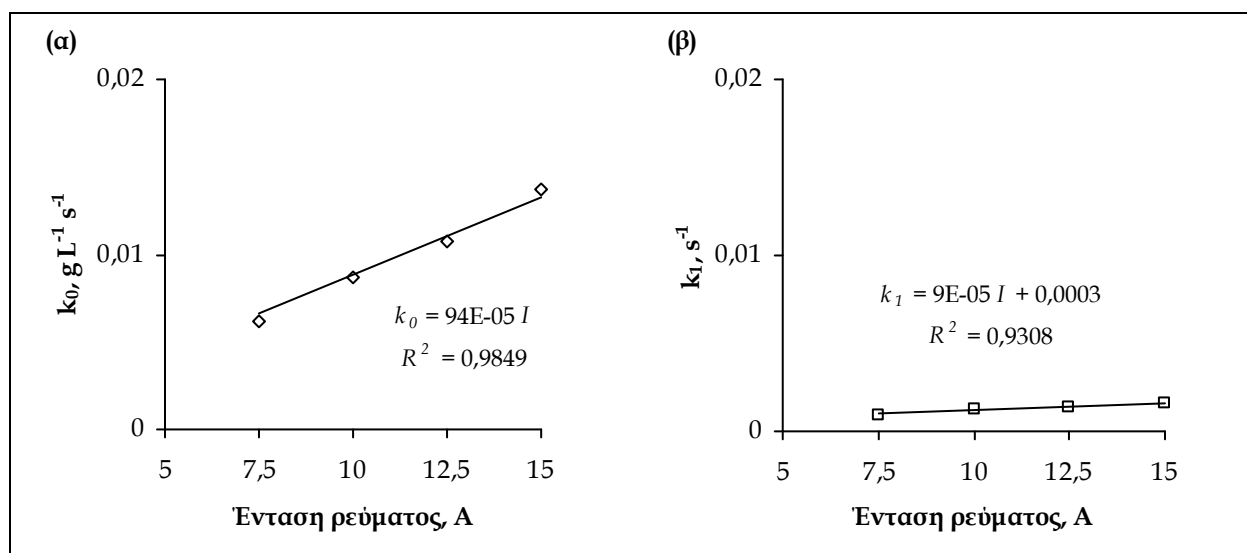 (α)
0,02
0,01
0
k₀, g L⁻¹ s⁻¹
k₀ = 94E-05 I
R² = 0,9849
5 7,5 10 12,5 15
Ένταση ρεύματος, Α
(β)
0,02
0,01
0
k₁, s⁻¹
k₁ = 9E-05 I + 0,0003
R² = 0,9308
5 7,5 10 12,5 15
Ένταση ρεύματος, Α